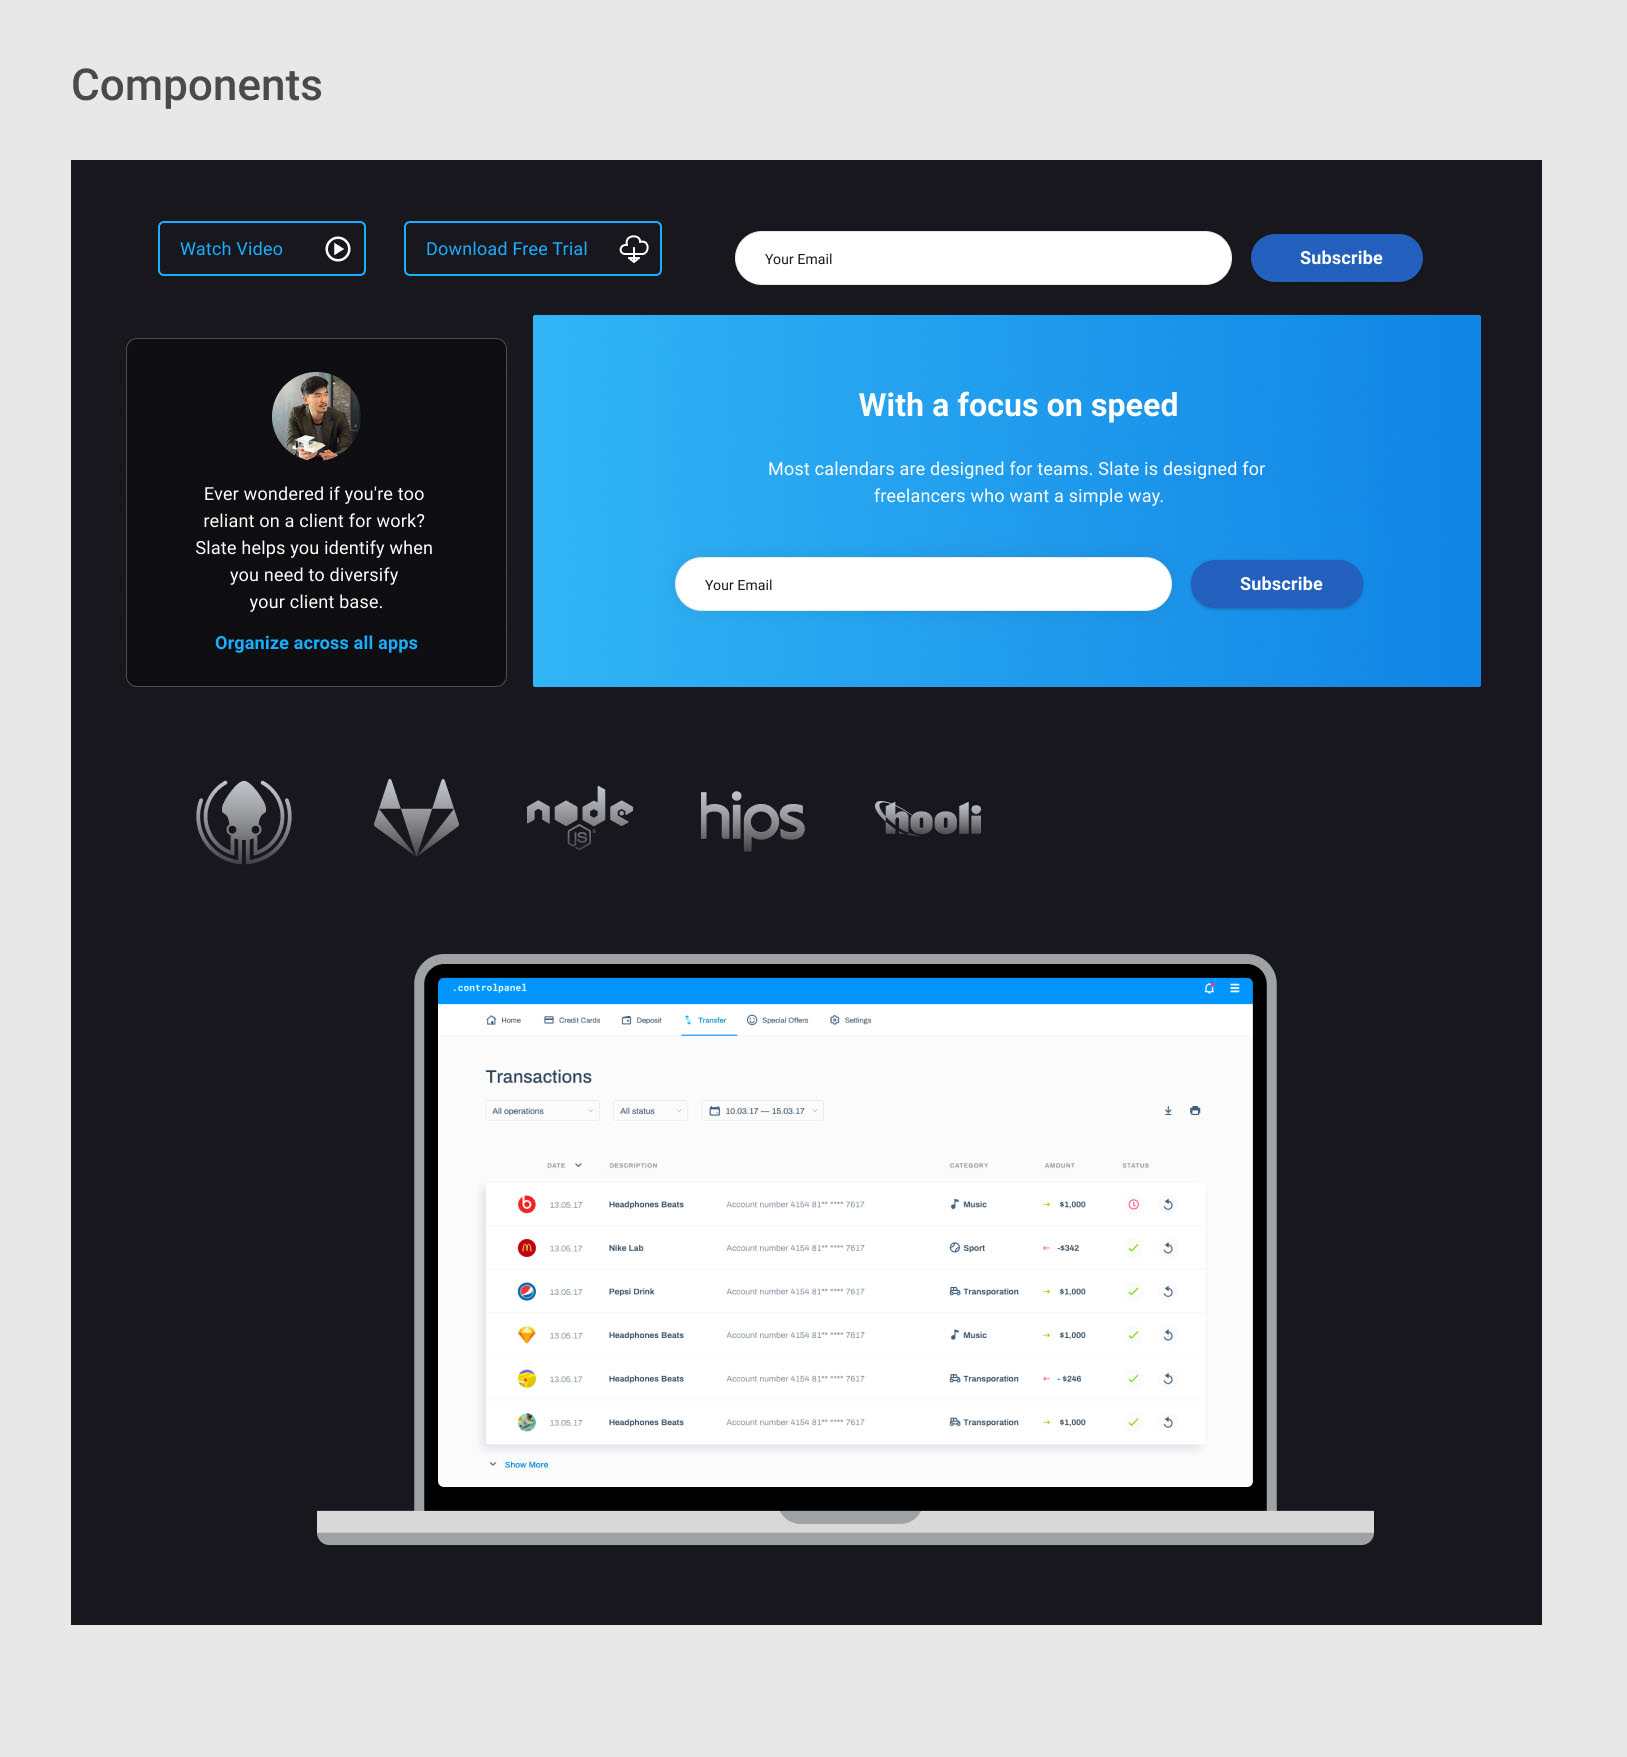 Components
Watch Video
Download Free Trial
Your Email
Subscribe
Ever wondered if you're too
reliant on a client for work?
Slate helps you identify when
you need to diversify
your client base.
Organize across all apps
With a focus on speed
Most calendars are designed for teams. Slate is designed for
freelancers who want a simple way.
Your Email
Subscribe
node
JS
hips
hooli
.controlpanel
Home Credit Cards Deposit Transfer Special Offers Settings
Transactions
All operations All status 10.03.17 — 15.03.17
DATE DESCRIPTION CATEGORY AMOUNT STATUS
13.05.17 Headphones Beats Account number 4154 81** **** 7617 Music $1,000
13.05.17 Nike Lab Account number 4154 81** **** 7617 Sport -$342
13.05.17 Pepsi Drink Account number 4154 81** **** 7617 Transporation $1,000
13.05.17 Headphones Beats Account number 4154 81** **** 7617 Music $1,000
13.05.17 Headphones Beats Account number 4154 81** **** 7617 Transporation - $246
13.05.17 Headphones Beats Account number 4154 81** **** 7617 Transporation $1,000
Show More